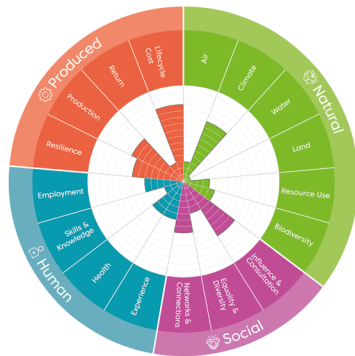 Produced
Lifecycle
Cost
Return
Production
Resilience
Natural
Air
Climate
Water
Land
Resource Use
Biodiversity
Social
Influence &
Consultation
Equality &
Diversity
Networks &
Connections
Human
Experience
Health
Skills &
Knowledge
Employment